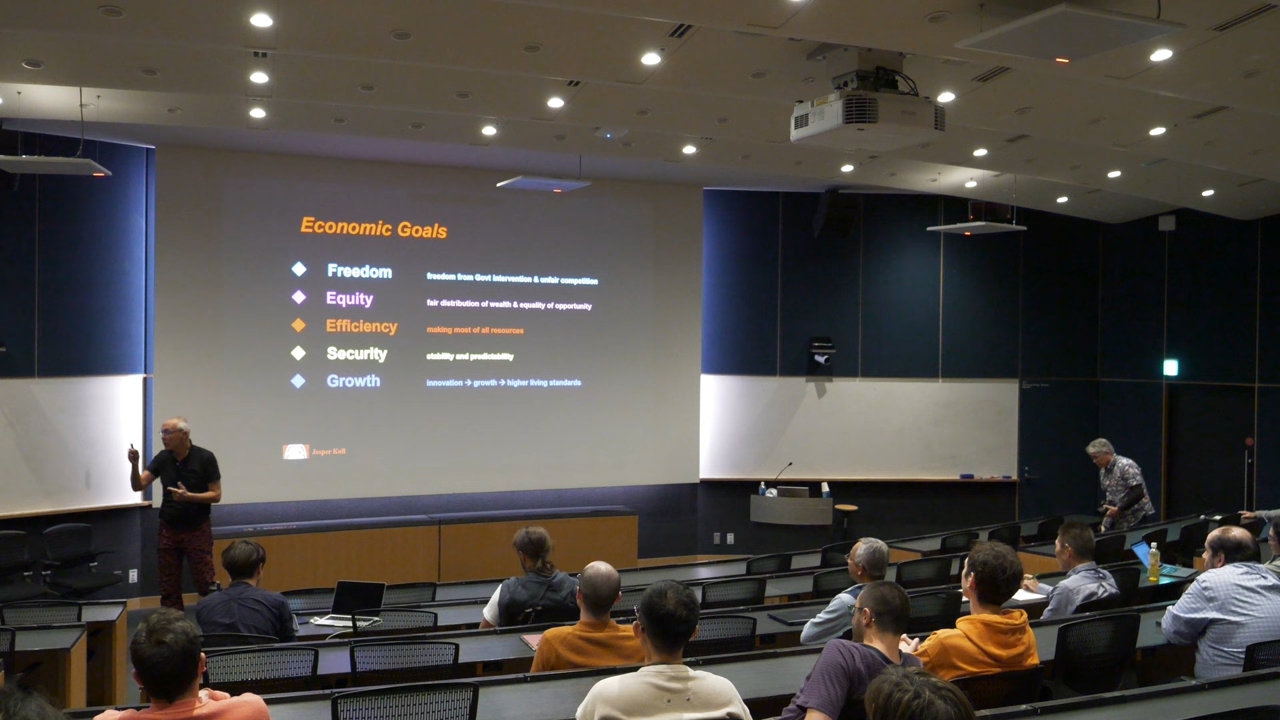 Economic Goals
Freedom freedom from Govt intervention & unfair competition
Equity fair distribution of wealth & equality of opportunity
Efficiency making most of all resources
Security stability and predictability
Growth innovation → growth → higher living standards
Jesper Koll